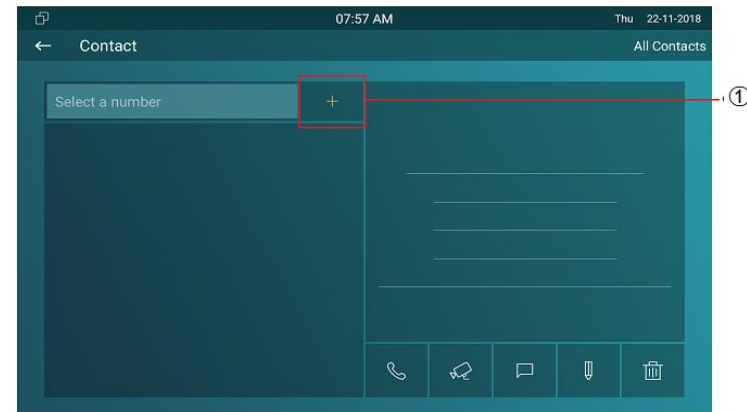 07:57 AM Thu 22-11-2018
← Contact All Contacts
Select a number +
①